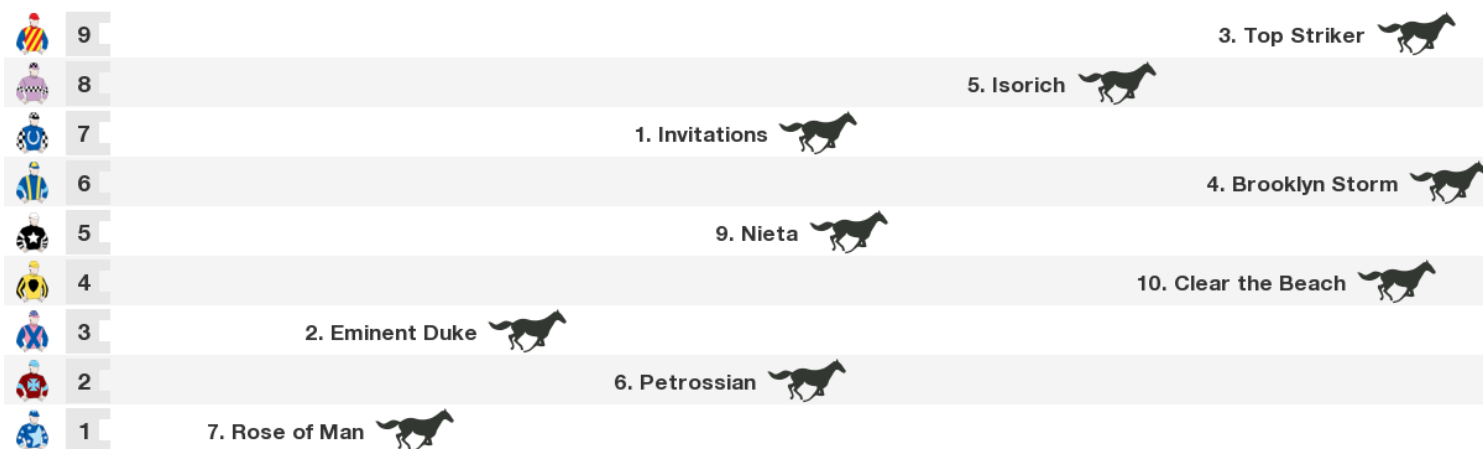 9 3. Top Striker
8 5. Isorich
7 1. Invitations
6 4. Brooklyn Storm
5 9. Nieta
4 10. Clear the Beach
3 2. Eminent Duke
2 6. Petrossian
1 7. Rose of Man